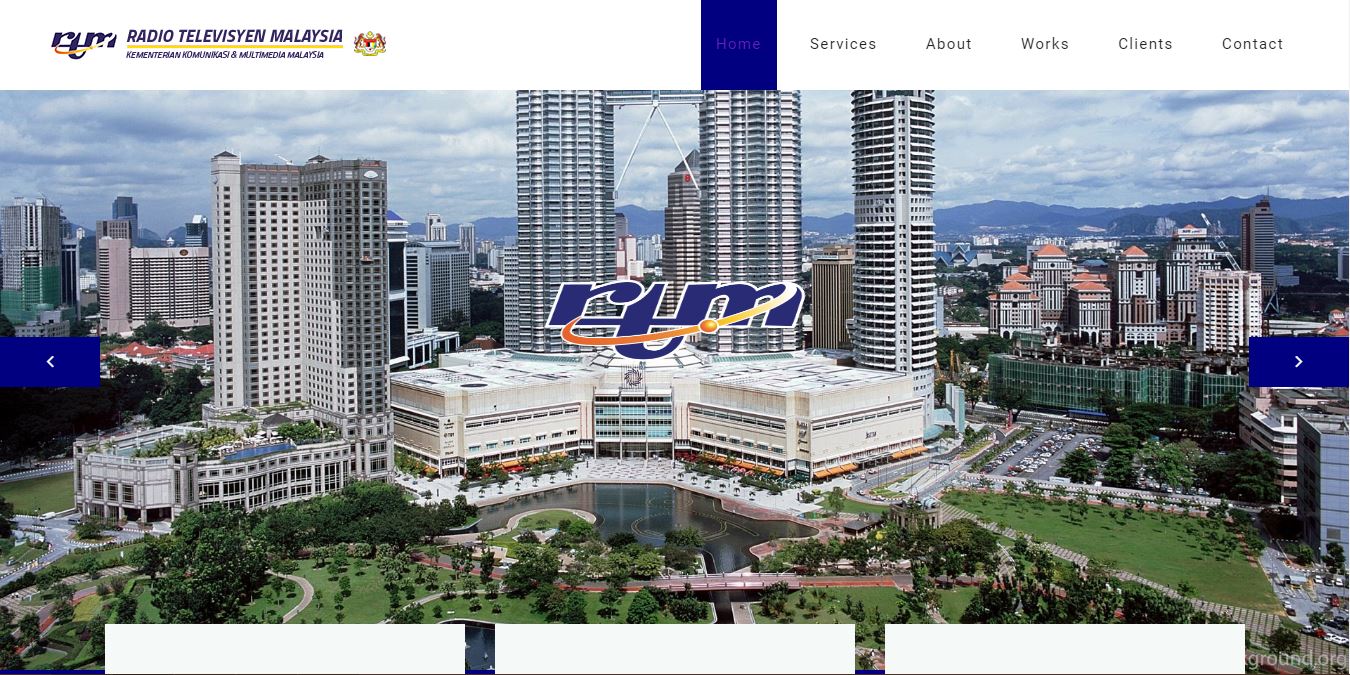 rtm RADIO TELEVISYEN MALAYSIA
KEMENTERIAN KOMUNIKASI & MULTIMEDIA MALAYSIA
Home Services About Works Clients Contact
rtm
ground.org